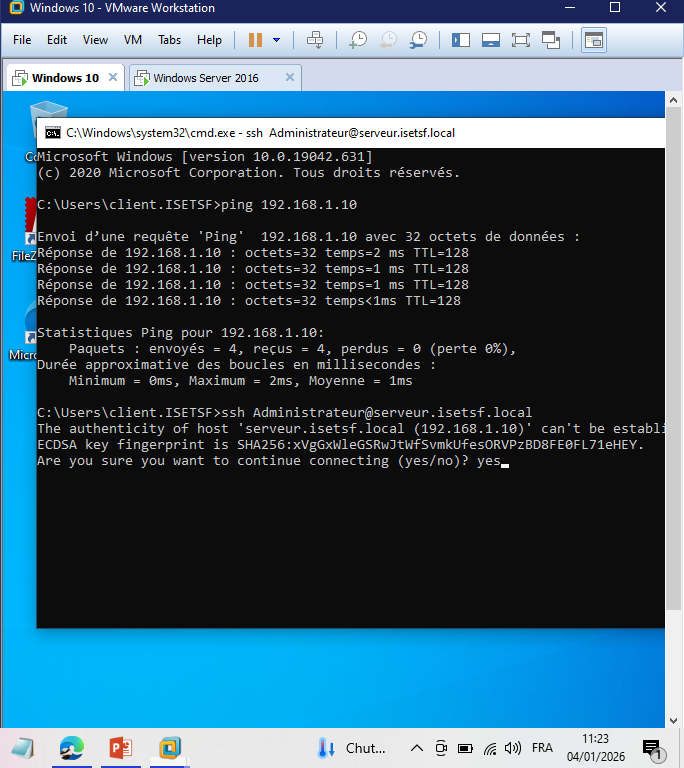 Windows 10 - VMware Workstation
File Edit View VM Tabs Help
Windows 10
Windows Server 2016
C:\Windows\system32\cmd.exe - ssh Administrateur@serveur.isetsf.local
Microsoft Windows [version 10.0.19042.631]
(c) 2020 Microsoft Corporation. Tous droits réservés.
C:\Users\client.ISETSF>ping 192.168.1.10
Envoi d’une requête 'Ping' 192.168.1.10 avec 32 octets de données :
Réponse de 192.168.1.10 : octets=32 temps=2 ms TTL=128
Réponse de 192.168.1.10 : octets=32 temps=1 ms TTL=128
Réponse de 192.168.1.10 : octets=32 temps=1 ms TTL=128
Réponse de 192.168.1.10 : octets=32 temps<1ms TTL=128
Statistiques Ping pour 192.168.1.10:
Paquets : envoyés = 4, reçus = 4, perdus = 0 (perte 0%),
Durée approximative des boucles en millisecondes :
Minimum = 0ms, Maximum = 2ms, Moyenne = 1ms
C:\Users\client.ISETSF>ssh Administrateur@serveur.isetsf.local
The authenticity of host 'serveur.isetsf.local (192.168.1.10)' can't be establi
ECDSA key fingerprint is SHA256:xVgGxWleGSRwJtWfSvmkUfesORVPzBD8FE0FL71eHEY.
Are you sure you want to continue connecting (yes/no)? yes
FileZ
Micro
Chut...
FRA
11:23
04/01/2026
1